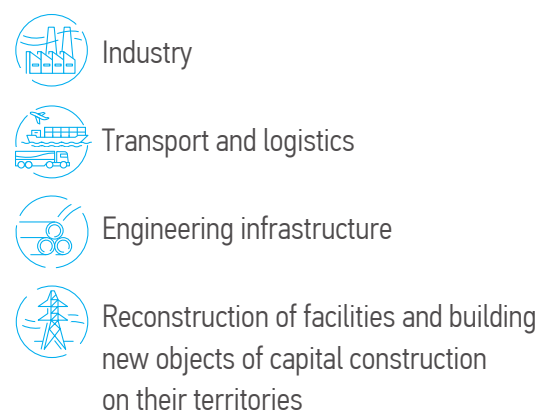 Industry
Transport and logistics
Engineering infrastructure
Reconstruction of facilities and building
new objects of capital construction
on their territories